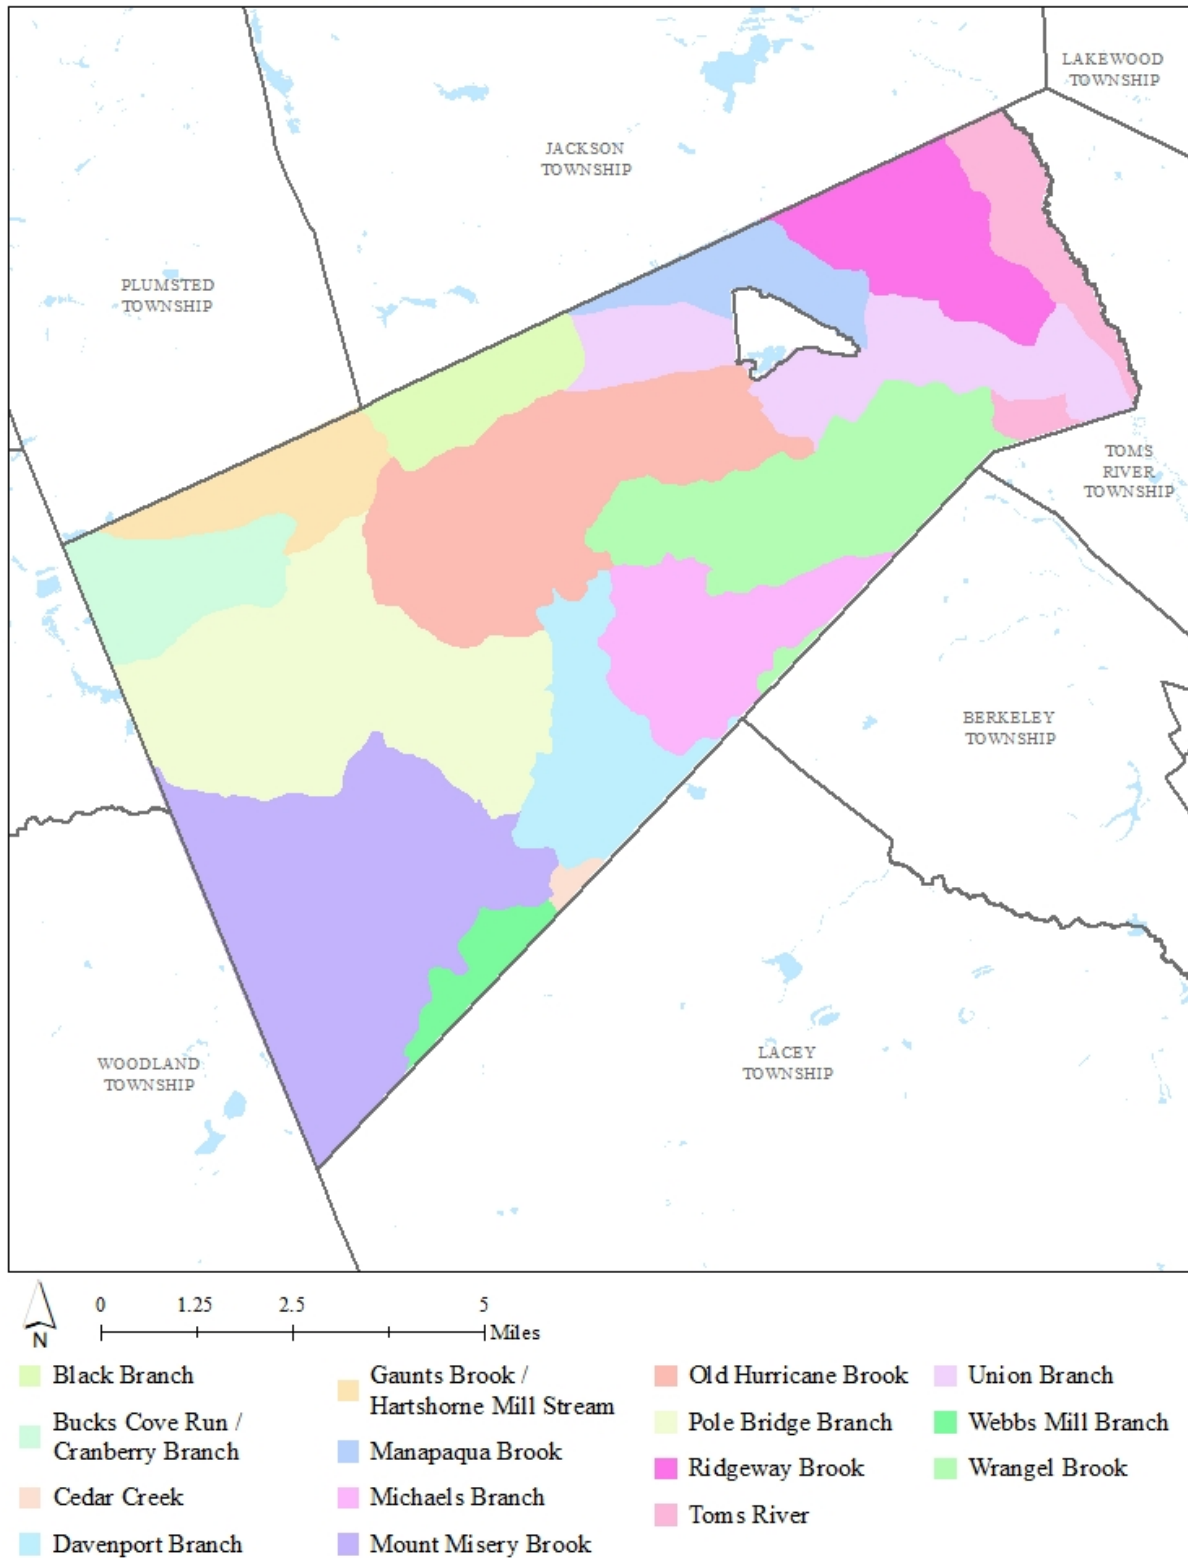 LAKEWOOD
TOWNSHIP
JACKSON
TOWNSHIP
PLUMSTED
TOWNSHIP
TOMS
RIVER
TOWNSHIP
BERKELEY
TOWNSHIP
WOODLAND
TOWNSHIP
LACEY
TOWNSHIP
N
0 1.25 2.5 5
Miles
Black Branch
Bucks Cove Run /
Cranberry Branch
Cedar Creek
Davenport Branch
Gaunts Brook /
Hartshorne Mill Stream
Manapaqua Brook
Michaels Branch
Mount Misery Brook
Old Hurricane Brook
Pole Bridge Branch
Ridgeway Brook
Toms River
Union Branch
Webbs Mill Branch
Wrangel Brook